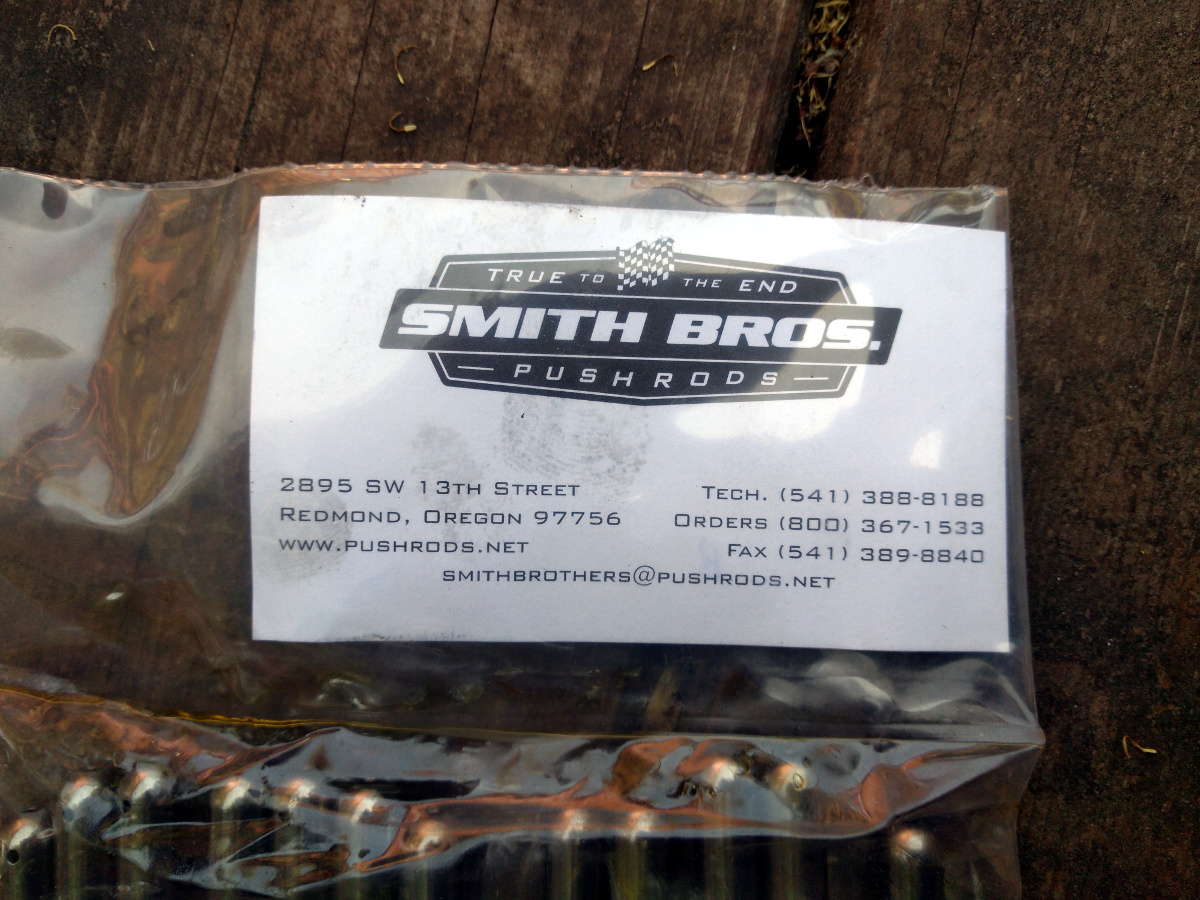 TRUE TO THE END
SMITH BROS.
PUSHRODS
2895 SW 13TH STREET
REDMOND, OREGON 97756
WWW.PUSHRODS.NET
TECH. (541) 388-8188
ORDERS (800) 367-1533
FAX (541) 389-8840
SMITHBROTHERS@PUSHRODS.NET